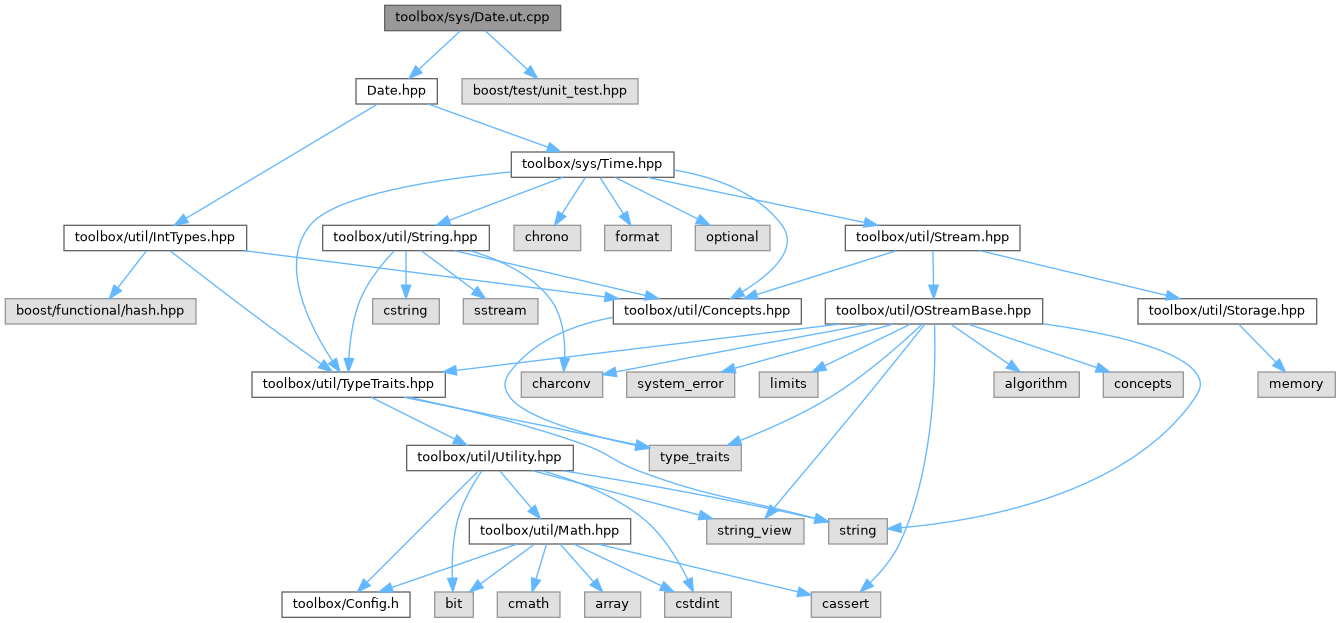 toolbox/sys/Date.ut.cpp
Date.hpp
boost/test/unit_test.hpp
toolbox/sys/Time.hpp
toolbox/util/IntTypes.hpp
toolbox/util/String.hpp
chrono
format
optional
toolbox/util/Stream.hpp
boost/functional/hash.hpp
cstring
sstream
toolbox/util/Concepts.hpp
toolbox/util/OStreamBase.hpp
toolbox/util/Storage.hpp
toolbox/util/TypeTraits.hpp
charconv
system_error
limits
algorithm
concepts
memory
toolbox/util/Utility.hpp
type_traits
toolbox/util/Math.hpp
string_view
string
toolbox/Config.h
bit
cmath
array
cstdint
cassert